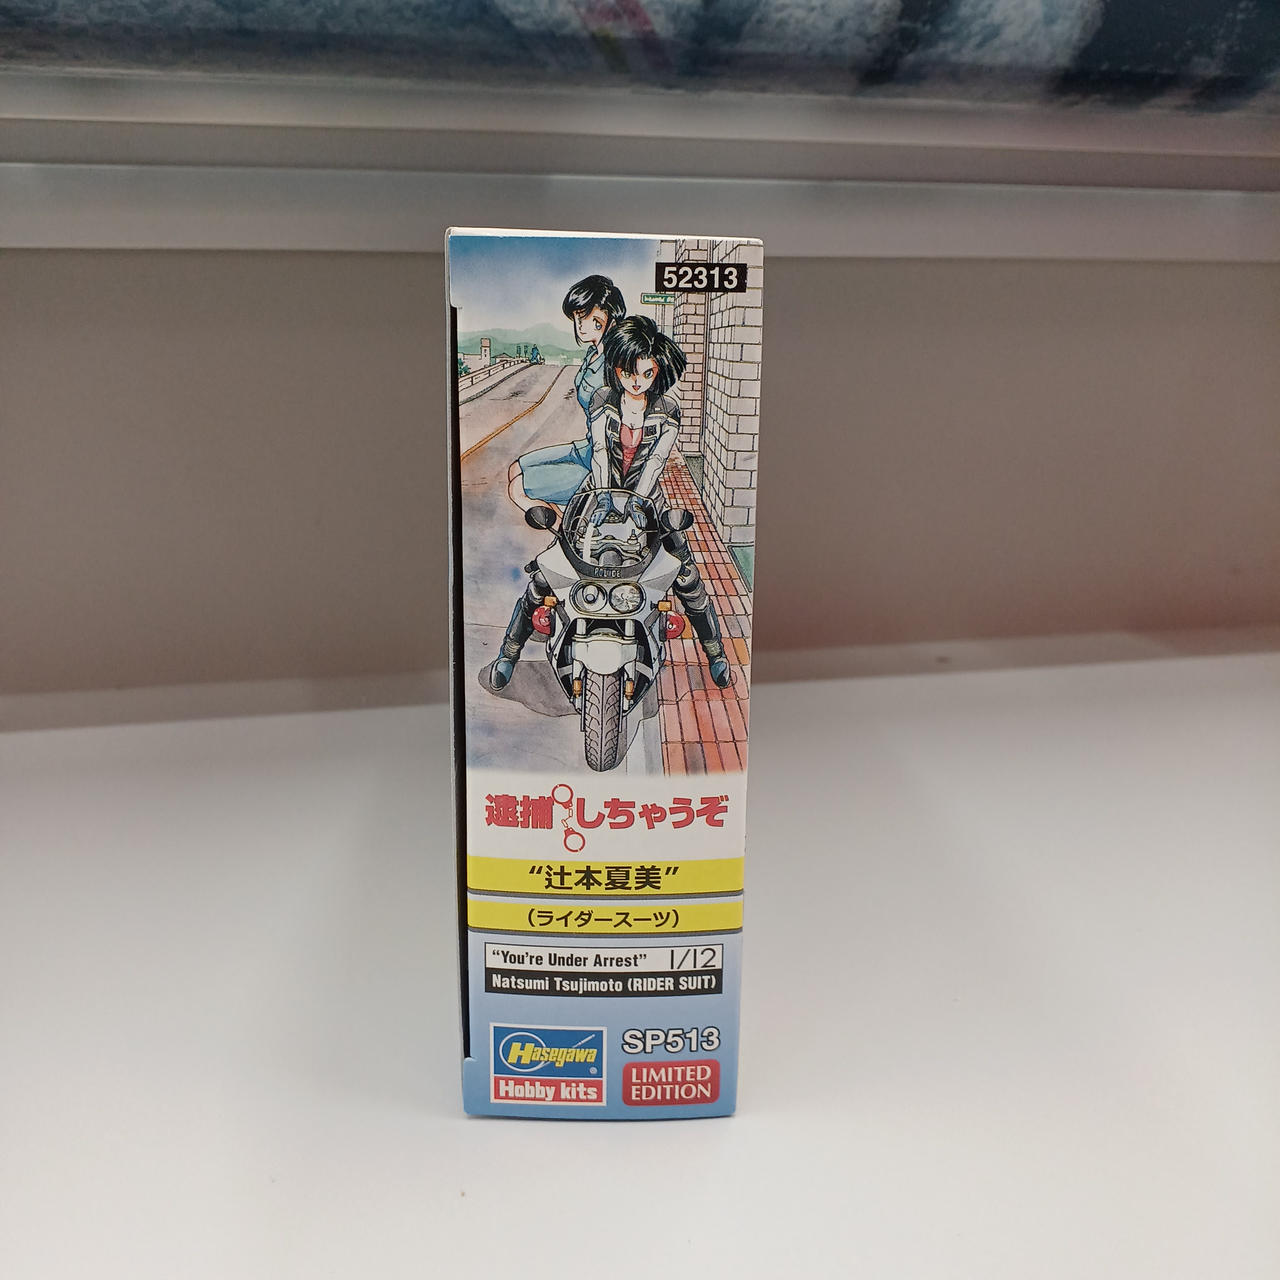 52313
POLICE
逮捕しちゃうぞ
“辻本夏美”
（ライダースーツ）
“You're Under Arrest” 1/12
Natsumi Tsujimoto (RIDER SUIT)
Hasegawa®
Hobby kits
SP513
LIMITED
EDITION